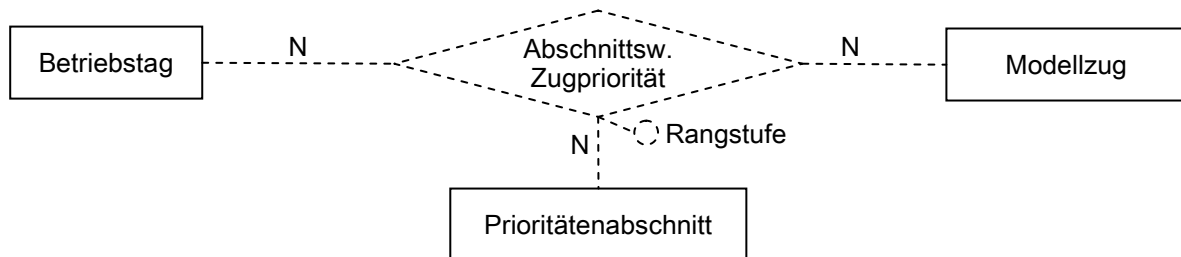 Betriebstag
N
Abschnittsw.
Zugpriorität
N
Modellzug
N
Rangstufe
Prioritätenabschnitt